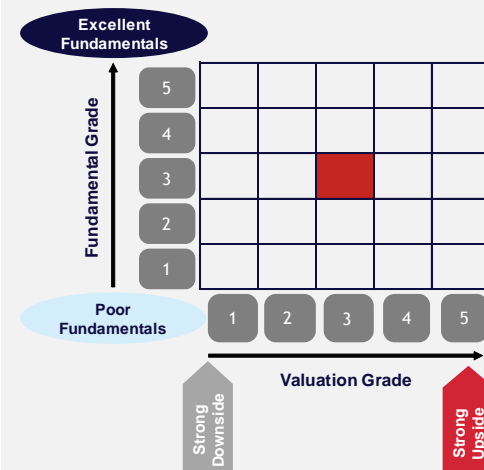 Excellent
Fundamentals
Fundamental Grade
5
4
3
2
1
Poor
Fundamentals
1
2
3
4
5
Valuation Grade
Strong
Downside
Strong
Upside